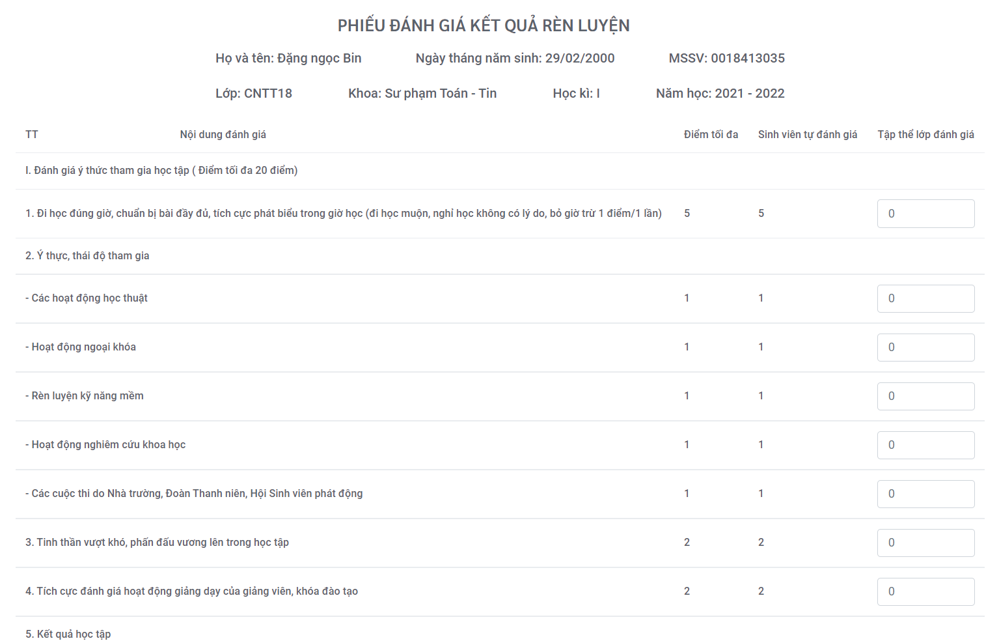 PHIẾU ĐÁNH GIÁ KẾT QUẢ RÈN LUYỆN
Họ và tên: Đặng ngọc Bin Ngày tháng năm sinh: 29/02/2000 MSSV: 0018413035
Lớp: CNTT18 Khoa: Sư phạm Toán - Tin Học kì: I Năm học: 2021 - 2022
TT Nội dung đánh giá Điểm tối đa Sinh viên tự đánh giá Tập thể lớp đánh giá
I. Đánh giá ý thức tham gia học tập ( Điểm tối đa 20 điểm)
1. Đi học đúng giờ, chuẩn bị bài đầy đủ, tích cực phát biểu trong giờ học (đi học muộn, nghỉ học không có lý do, bỏ giờ trừ 1 điểm/1 lần) 5 5 0
2. Ý thực, thái độ tham gia
- Các hoạt động học thuật 1 1 0
- Hoạt động ngoại khóa 1 1 0
- Rèn luyện kỹ năng mềm 1 1 0
- Hoạt động nghiêm cứu khoa học 1 1 0
- Các cuộc thi do Nhà trường, Đoàn Thanh niên, Hội Sinh viên phát động 1 1 0
3. Tinh thần vượt khó, phấn đấu vương lên trong học tập 2 2 0
4. Tích cực đánh giá hoạt động giảng dạy của giảng viên, khóa đào tạo 2 2 0
5. Kết quả học tập